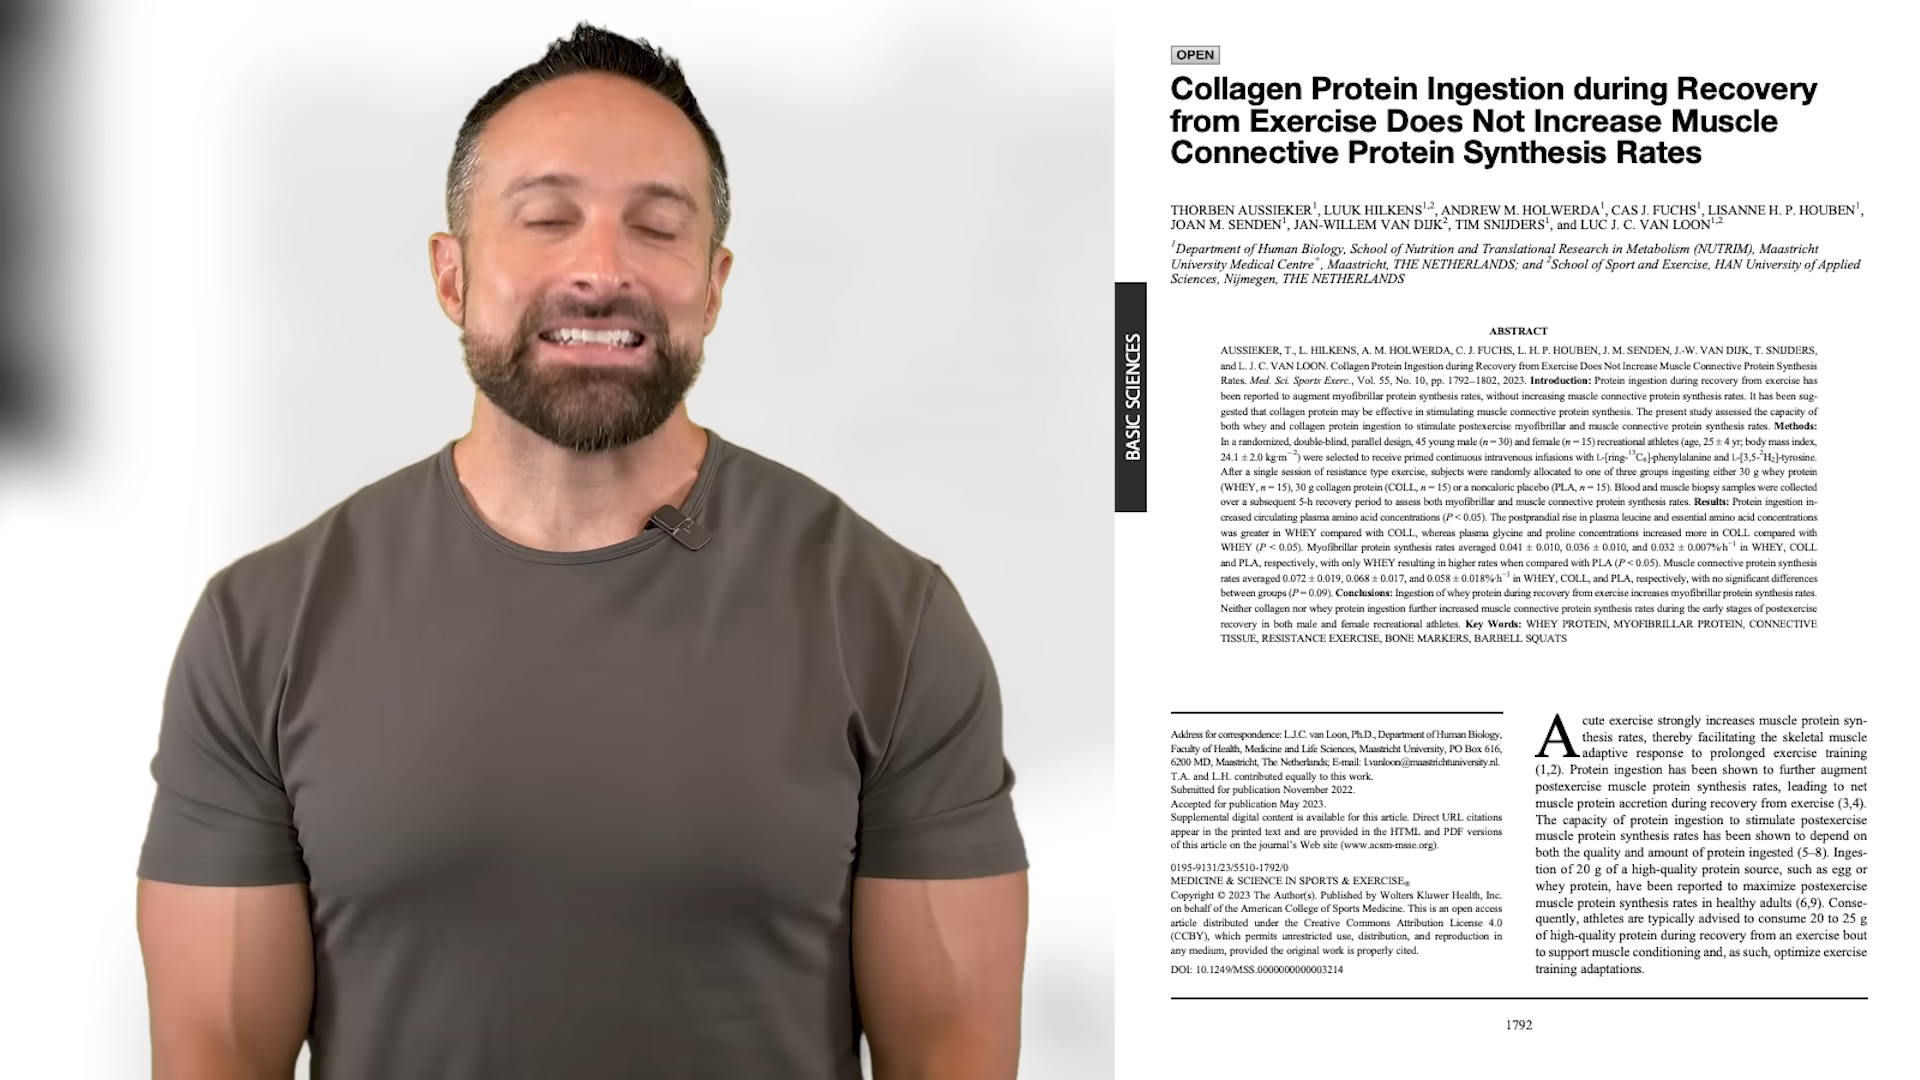 OPEN
Collagen Protein Ingestion during Recovery
from Exercise Does Not Increase Muscle
Connective Protein Synthesis Rates
THORBEN AUSSIEKER1, LUUK HILKENS1,2, ANDREW M. HOLWERDA1, CAS J. FUCHS1, LISANNE H. P. HOUBEN1,
JOAN M. SENDEN1, JAN-WILLEM VAN DIJK2, TIM SNIJDERS1, and LUC J. C. VAN LOON1,2
1Department of Human Biology, School of Nutrition and Translational Research in Metabolism (NUTRIM), Maastricht
University Medical Centre+, Maastricht, THE NETHERLANDS; and 2School of Sport and Exercise, HAN University of Applied
Sciences, Nijmegen, THE NETHERLANDS
BASIC SCIENCES
ABSTRACT
AUSSIEKER, T., L. HILKENS, A. M. HOLWERDA, C. J. FUCHS, L. H. P. HOUBEN, J. M. SENDEN, J.-W. VAN DIJK, T. SNIJDERS,
and L. J. C. VAN LOON. Collagen Protein Ingestion during Recovery from Exercise Does Not Increase Muscle Connective Protein Synthesis
Rates. Med. Sci. Sports Exerc., Vol. 55, No. 10, pp. 1792–1802, 2023. Introduction: Protein ingestion during recovery from exercise has
been reported to augment myofibrillar protein synthesis rates, without increasing muscle connective protein synthesis rates. It has been sug-
gested that collagen protein may be effective in stimulating muscle connective protein synthesis. The present study assessed the capacity of
both whey and collagen protein ingestion to stimulate postexercise myofibrillar and muscle connective protein synthesis rates. Methods:
In a randomized, double-blind, parallel design, 45 young male (n = 30) and female (n = 15) recreational athletes (age, 25 ± 4 yr; body mass index,
24.1 ± 2.0 kg·m−2) were selected to receive primed continuous intravenous infusions with L-[ring-13C6]-phenylalanine and L-[3,5-2H2]-tyrosine.
After a single session of resistance type exercise, subjects were randomly allocated to one of three groups ingesting either 30 g whey protein
(WHEY, n = 15), 30 g collagen protein (COLL, n = 15) or a noncaloric placebo (PLA, n = 15). Blood and muscle biopsy samples were collected
over a subsequent 5-h recovery period to assess both myofibrillar and muscle connective protein synthesis rates. Results: Protein ingestion in-
creased circulating plasma amino acid concentrations (P < 0.05). The postprandial rise in plasma leucine and essential amino acid concentrations
was greater in WHEY compared with COLL, whereas plasma glycine and proline concentrations increased more in COLL compared with
WHEY (P < 0.05). Myofibrillar protein synthesis rates averaged 0.041 ± 0.010, 0.036 ± 0.010, and 0.032 ± 0.007%·h−1 in WHEY, COLL
and PLA, respectively, with only WHEY resulting in higher rates when compared with PLA (P < 0.05). Muscle connective protein synthesis
rates averaged 0.072 ± 0.019, 0.068 ± 0.017, and 0.058 ± 0.018%·h−1 in WHEY, COLL, and PLA, respectively, with no significant differences
between groups (P = 0.09). Conclusions: Ingestion of whey protein during recovery from exercise increases myofibrillar protein synthesis rates.
Neither collagen nor whey protein ingestion further increased muscle connective protein synthesis rates during the early stages of postexercise
recovery in both male and female recreational athletes. Key Words: WHEY PROTEIN, MYOFIBRILLAR PROTEIN, CONNECTIVE
TISSUE, RESISTANCE EXERCISE, BONE MARKERS, BARBELL SQUATS
Address for correspondence: L.J.C. van Loon, Ph.D., Department of Human Biology,
Faculty of Health, Medicine and Life Sciences, Maastricht University, PO Box 616,
6200 MD, Maastricht, The Netherlands; E-mail: l.vanloon@maastrichtuniversity.nl.
T.A. and L.H. contributed equally to this work.
Submitted for publication November 2022.
Accepted for publication May 2023.
Supplemental digital content is available for this article. Direct URL citations
appear in the printed text and are provided in the HTML and PDF versions
of this article on the journal's Web site (www.acsm-msse.org).
0195-9131/23/5510-1792/0
MEDICINE & SCIENCE IN SPORTS & EXERCISE®
Copyright © 2023 The Author(s). Published by Wolters Kluwer Health, Inc.
on behalf of the American College of Sports Medicine. This is an open access
article distributed under the Creative Commons Attribution License 4.0
(CCBY), which permits unrestricted use, distribution, and reproduction in
any medium, provided the original work is properly cited.
DOI: 10.1249/MSS.0000000000003214
Acute exercise strongly increases muscle protein syn-
thesis rates, thereby facilitating the skeletal muscle
adaptive response to prolonged exercise training
(1,2). Protein ingestion has been shown to further augment
postexercise muscle protein synthesis rates, leading to net
muscle protein accretion during recovery from exercise (3,4).
The capacity of protein ingestion to stimulate postexercise
muscle protein synthesis rates has been shown to depend on
both the quality and amount of protein ingested (5–8). Inges-
tion of 20 g of a high-quality protein source, such as egg or
whey protein, have been reported to maximize postexercise
muscle protein synthesis rates in healthy adults (6,9). Conse-
quently, athletes are typically advised to consume 20 to 25 g
of high-quality protein during recovery from an exercise bout
to support muscle conditioning and, as such, optimize exercise
training adaptations.
1792